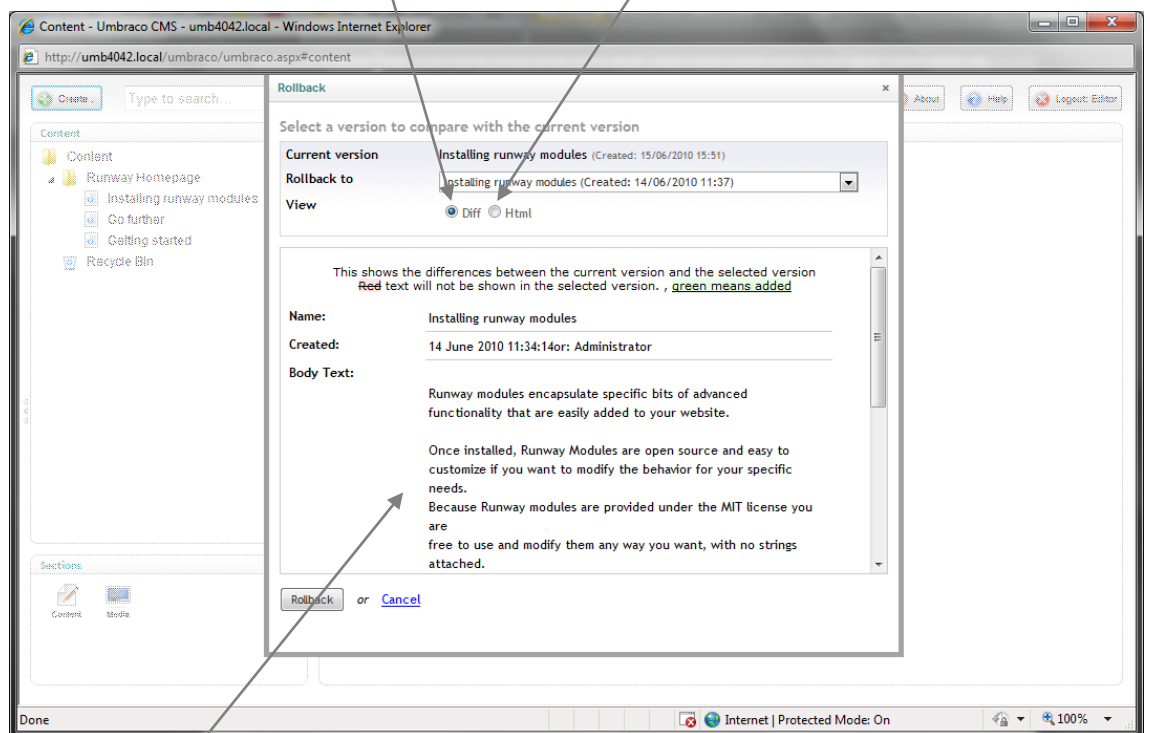 Content - Umbraco CMS - umb4042.local - Windows Internet Explorer
http://umb4042.local/umbraco/umbraco.aspx#content
Create.
Type to search...
About
Help
Logout: Editor
Content
Content
Runway Homepage
Installing runway modules
Go further
Getting started
Recycle Bin
Sections
Content
Media
Rollback
×
Select a version to compare with the current version
Current version Installing runway modules (Created: 15/06/2010 15:51)
Rollback to Installing runway modules (Created: 14/06/2010 11:37)
View Diff Html
This shows the differences between the current version and the selected version
Red text will not be shown in the selected version. , green means added
Name: Installing runway modules
Created: 14 June 2010 11:34:14or: Administrator
Body Text:
Runway modules encapsulate specific bits of advanced
functionality that are easily added to your website.
Once installed, Runway Modules are open source and easy to
customize if you want to modify the behavior for your specific
needs.
Because Runway modules are provided under the MIT license you
are
free to use and modify them any way you want, with no strings
attached.
Rollback or Cancel
Done
Internet | Protected Mode: On
100%